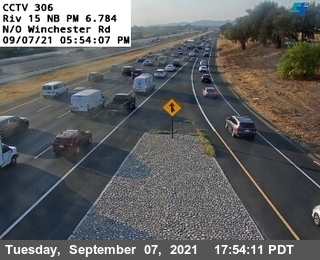 CCTV 306
Riv 15 NB PM 6.784
N/O Winchester Rd
09/07/21 05:54:07 PM
Tuesday, September 07, 2021 17:54:11 PDT